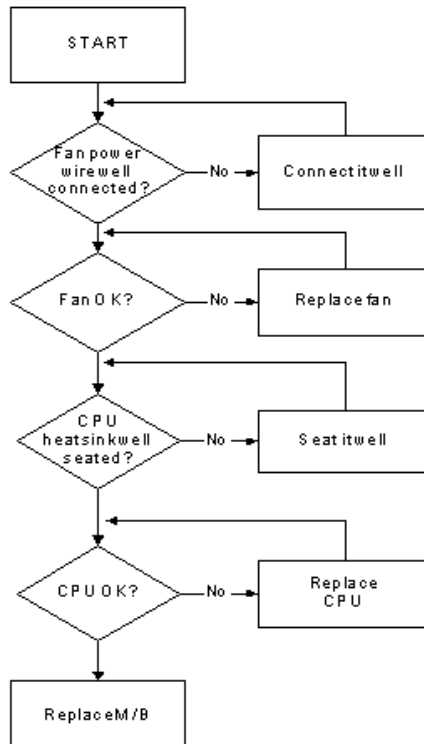 START
Fan power
wire well
connected?
No
Connect it well
Fan OK?
No
Replace fan
CPU
heatsink well
seated?
No
Seat it well
CPU OK?
No
Replace
CPU
Replace M/B